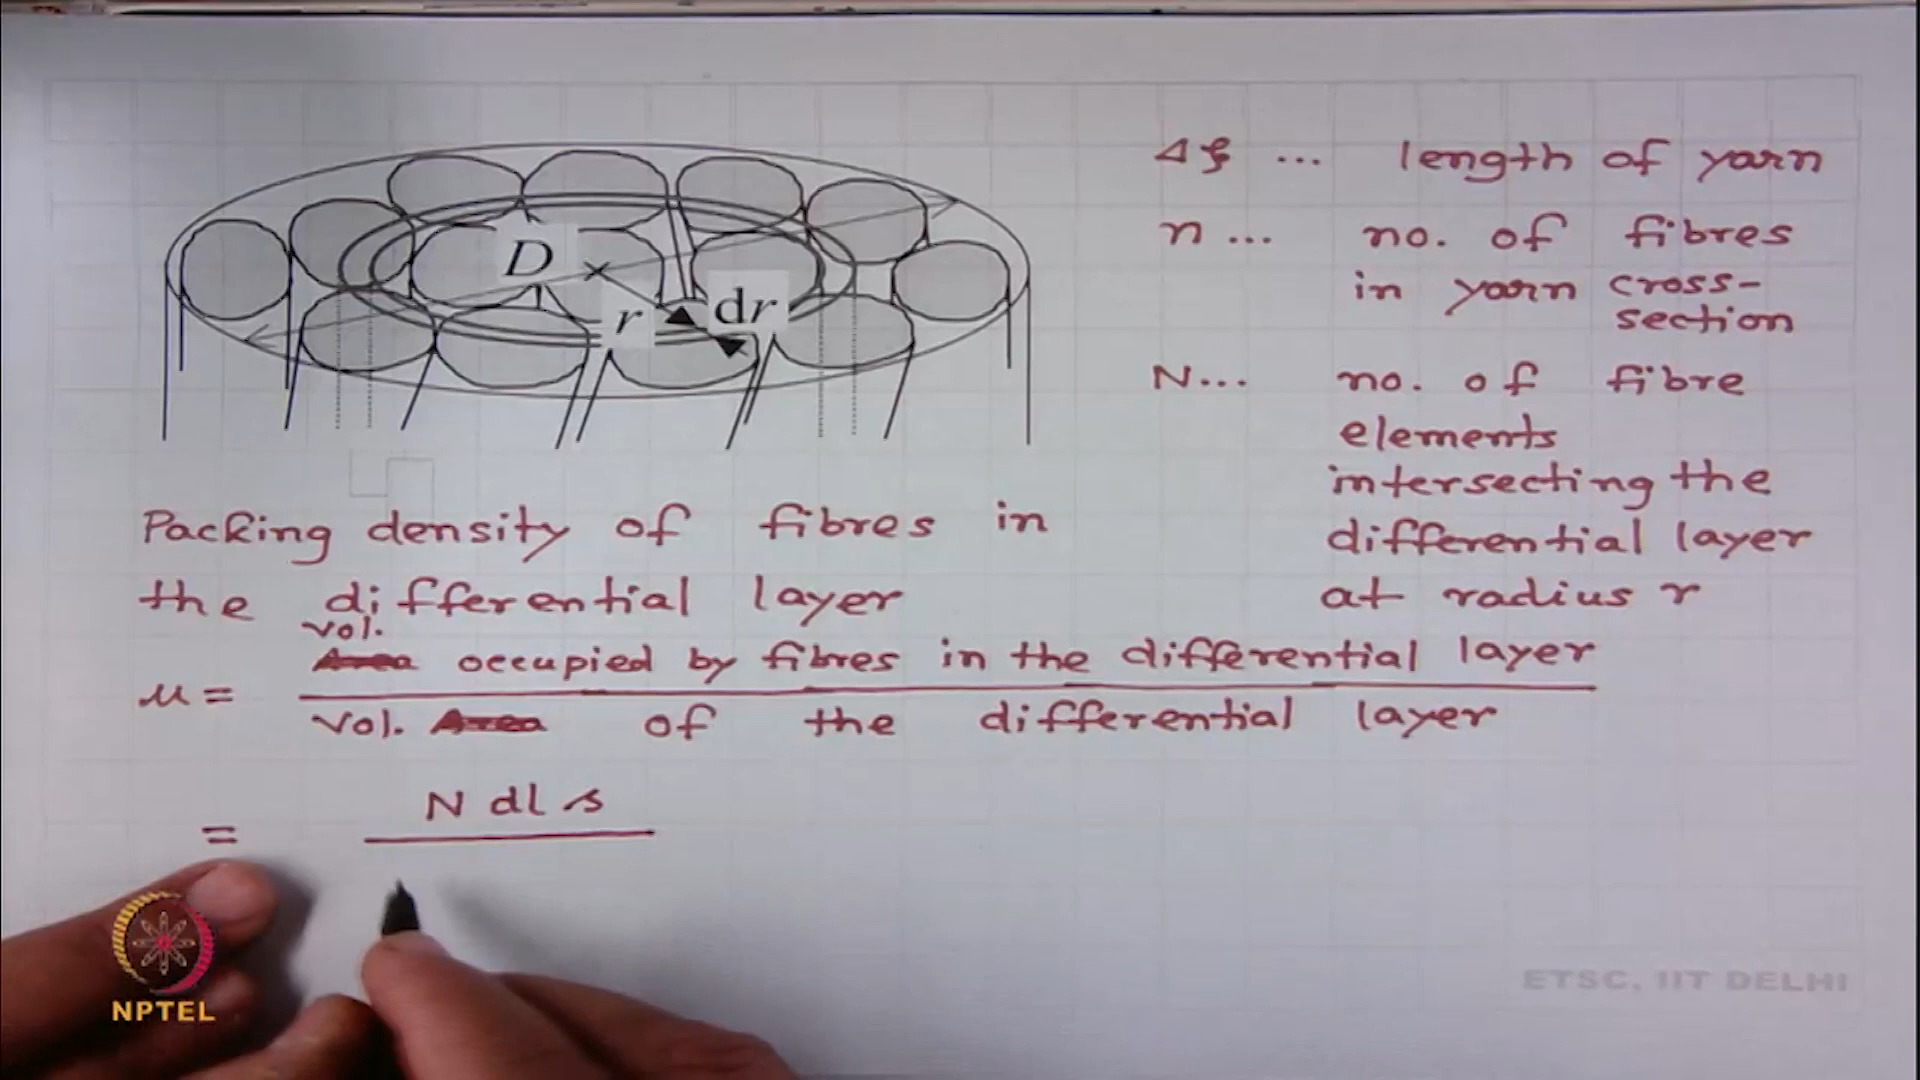 D
r
dr
Δξ ... length of yarn
n ... no. of fibres
in yarn cross-
section
N... no. of fibre
elements
intersecting the
differential layer
at radius r
Packing density of fibres in
the differential layer
vol.
occupied by fibres in the differential layer
μ =
vol. Area of the differential layer
N dl s
=
NPTEL
ETSC, IIT DELHI